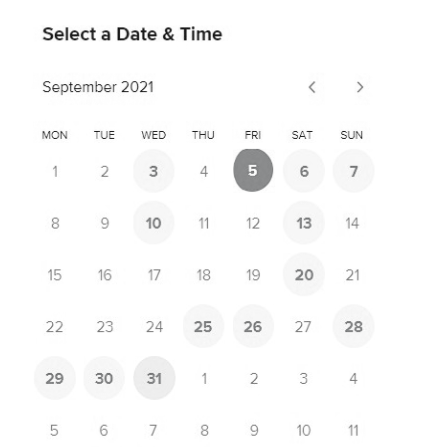 Select a Date & Time
September 2021
MON TUE WED THU FRI SAT SUN
1 2 3 4 5 6 7
8 9 10 11 12 13 14
15 16 17 18 19 20 21
22 23 24 25 26 27 28
29 30 31 1 2 3 4
5 6 7 8 9 10 11